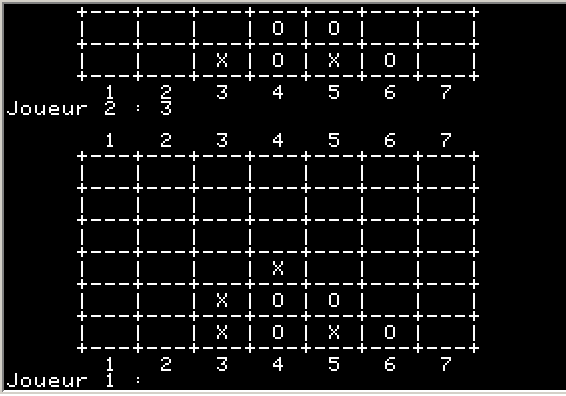 +---+---+---+---+---+---+---+
|   |   |   | O | O |   |   |
+---+---+---+---+---+---+---+
|   |   | X | O | X | O |   |
+---+---+---+---+---+---+---+
1 2 3 4 5 6 7
Joueur 2 : 3
1 2 3 4 5 6 7
+---+---+---+---+---+---+---+
|   |   |   |   |   |   |   |
+---+---+---+---+---+---+---+
|   |   |   |   |   |   |   |
+---+---+---+---+---+---+---+
|   |   |   |   |   |   |   |
+---+---+---+---+---+---+---+
|   |   |   | X |   |   |   |
+---+---+---+---+---+---+---+
|   |   | X | O | O |   |   |
+---+---+---+---+---+---+---+
|   |   | X | O | X | O |   |
+---+---+---+---+---+---+---+
1 2 3 4 5 6 7
Joueur 1 :